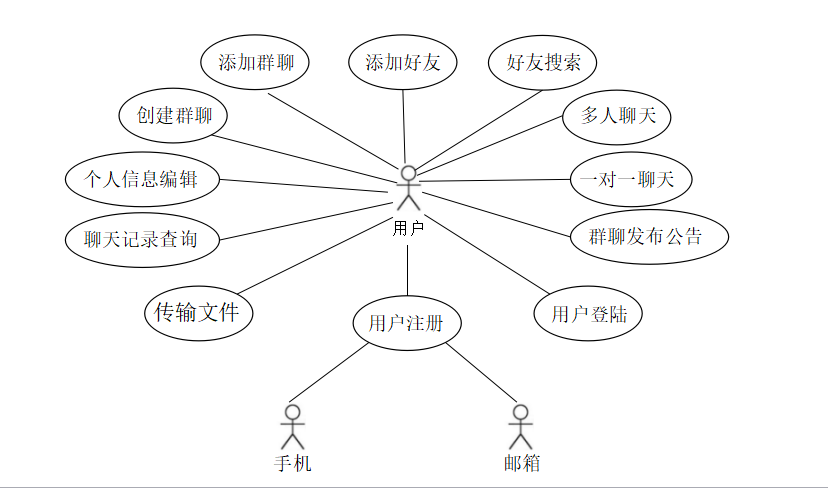 添加群聊
添加好友
好友搜索
创建群聊
多人聊天
个人信息编辑
一对一聊天
用户
聊天记录查询
群聊发布公告
传输文件
用户注册
用户登陆
手机
邮箱